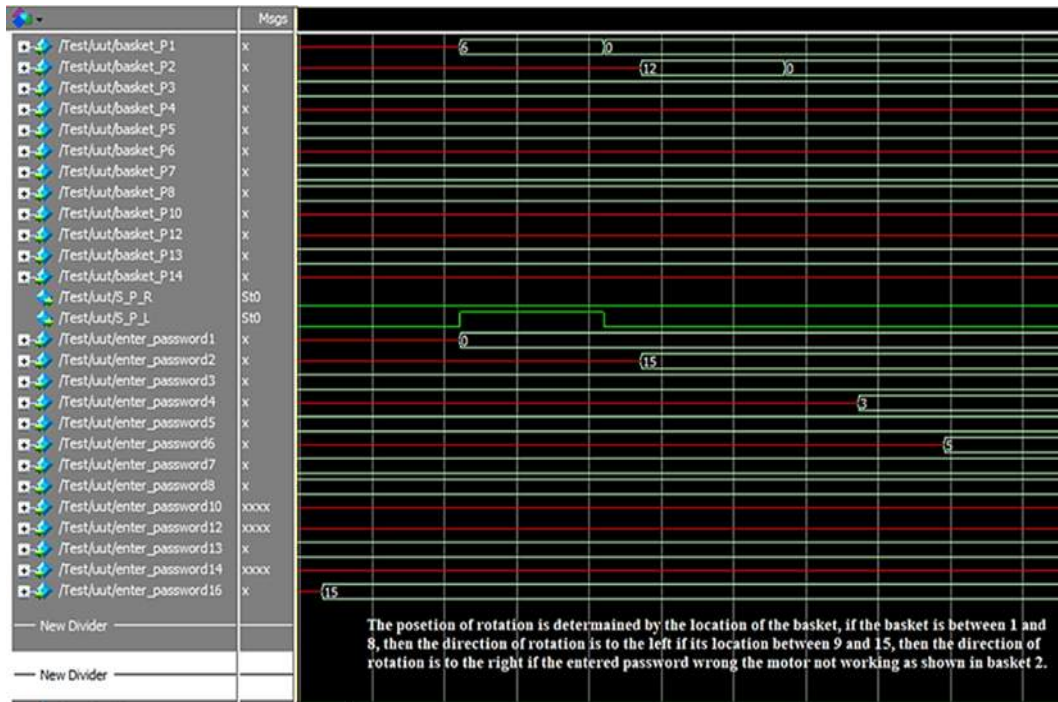 Msgs
/Test/uut/basket_P1 x 6 0
/Test/uut/basket_P2 x 12 0
/Test/uut/basket_P3 x
/Test/uut/basket_P4 x
/Test/uut/basket_P5 x
/Test/uut/basket_P6 x
/Test/uut/basket_P7 x
/Test/uut/basket_P8 x
/Test/uut/basket_P10 x
/Test/uut/basket_P12 x
/Test/uut/basket_P13 x
/Test/uut/basket_P14 x
/Test/uut/S_P_R St0
/Test/uut/S_P_L St0
/Test/uut/enter_password1 x 0
/Test/uut/enter_password2 x 15
/Test/uut/enter_password3 x
/Test/uut/enter_password4 x 3
/Test/uut/enter_password5 x
/Test/uut/enter_password6 x 5
/Test/uut/enter_password7 x
/Test/uut/enter_password8 x
/Test/uut/enter_password10 xxxx
/Test/uut/enter_password12 xxxx
/Test/uut/enter_password13 x
/Test/uut/enter_password14 xxxx
/Test/uut/enter_password16 x 15
New Divider
New Divider
The posetion of rotation is determained by the location of the basket, if the basket is between 1 and
8, then the direction of rotation is to the left if its location between 9 and 15, then the direction of
rotation is to the right if the entered password wrong the motor not working as shown in basket 2.